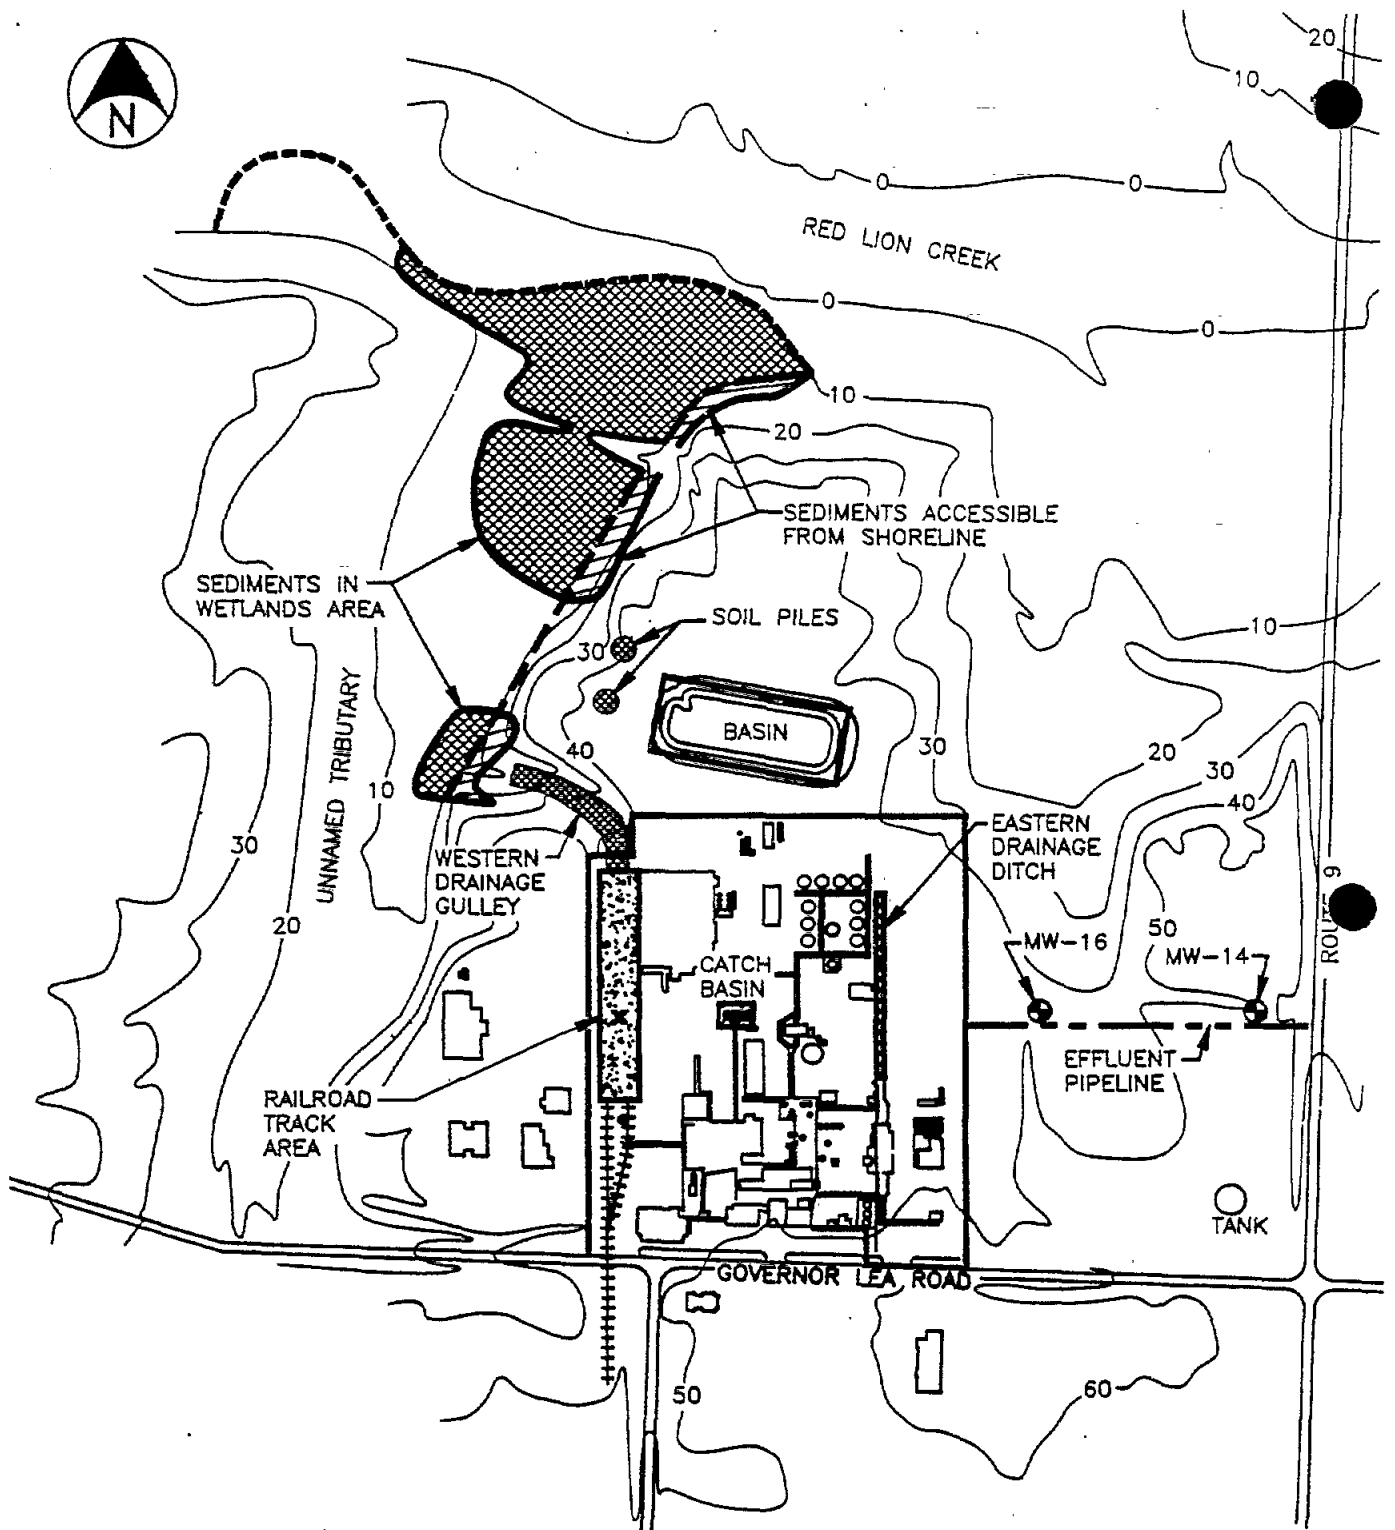 N
20
10
0
0
RED LION CREEK
0
0
10
20
SEDIMENTS ACCESSIBLE
FROM SHORELINE
SEDIMENTS IN
WETLANDS AREA
SOIL PILES
10
30
UNNAMED TRIBUTARY
BASIN
40
30
20
30
10
40
30
EASTERN
DRAINAGE
DITCH
WESTERN
DRAINAGE
GULLEY
20
50
MW-16
MW-14
ROUTE 9
CATCH
BASIN
EFFLUENT
PIPELINE
RAILROAD
TRACK
AREA
TANK
GOVERNOR LEA ROAD
50
60